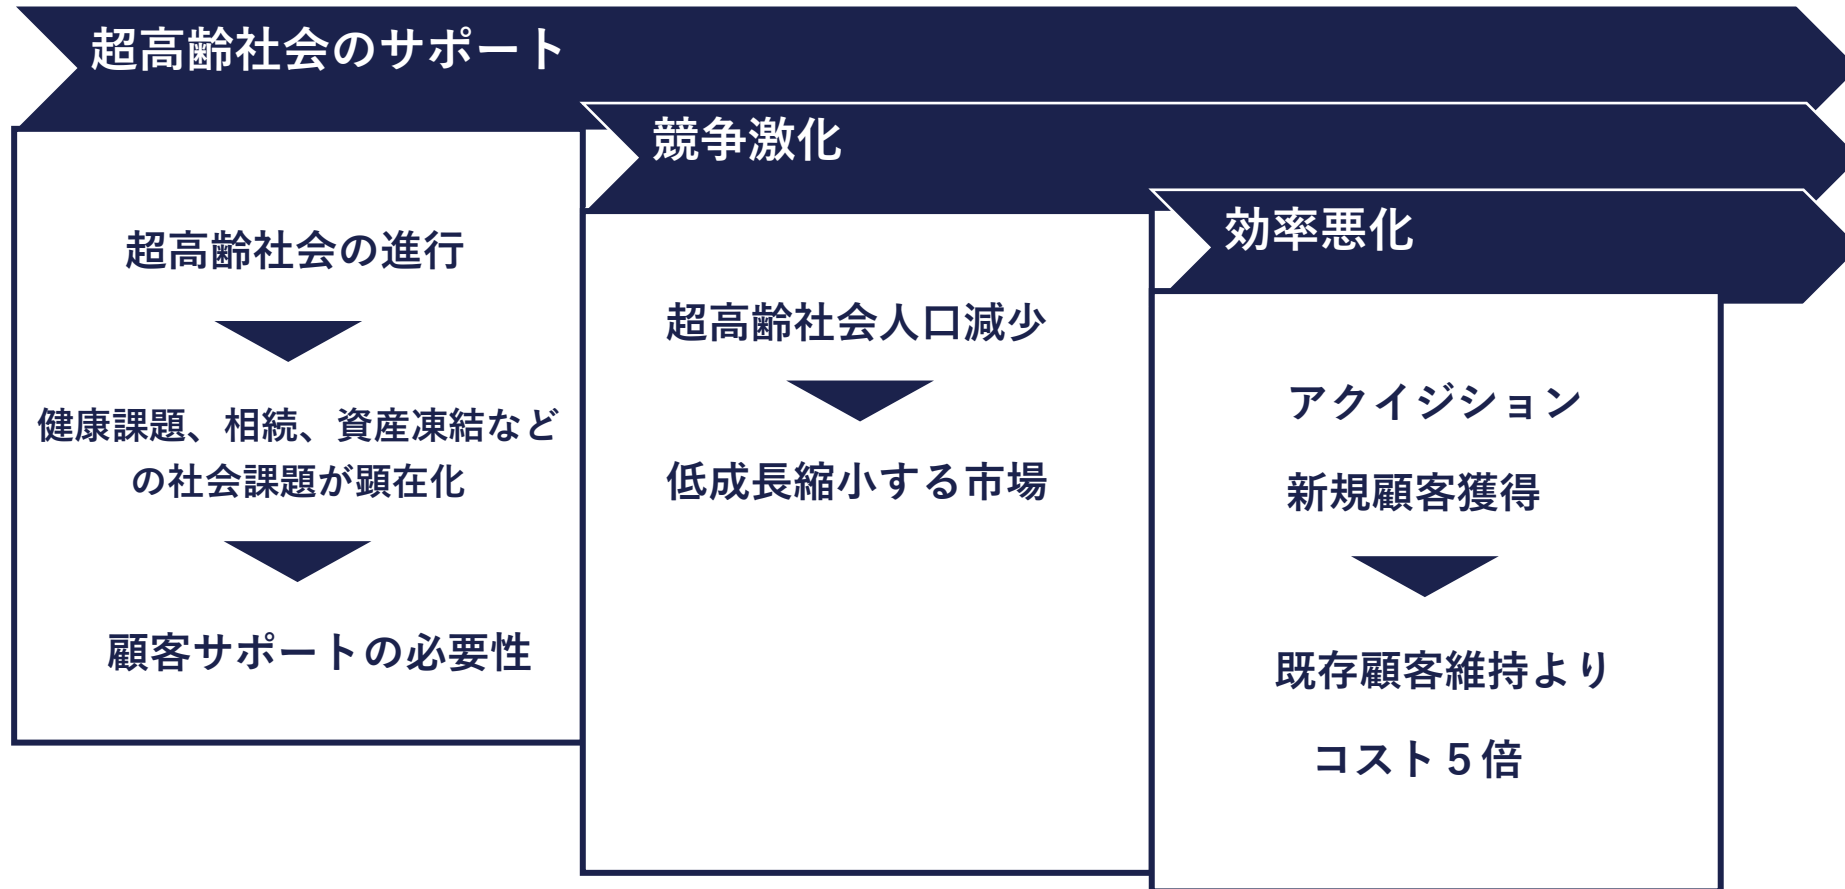 超高齢社会のサポート
超高齢社会の進行
健康課題、相続、資産凍結など
の社会課題が顕在化
顧客サポートの必要性
競争激化
超高齢社会人口減少
低成長縮小する市場
効率悪化
アクイジション
新規顧客獲得
既存顧客維持より
コスト５倍